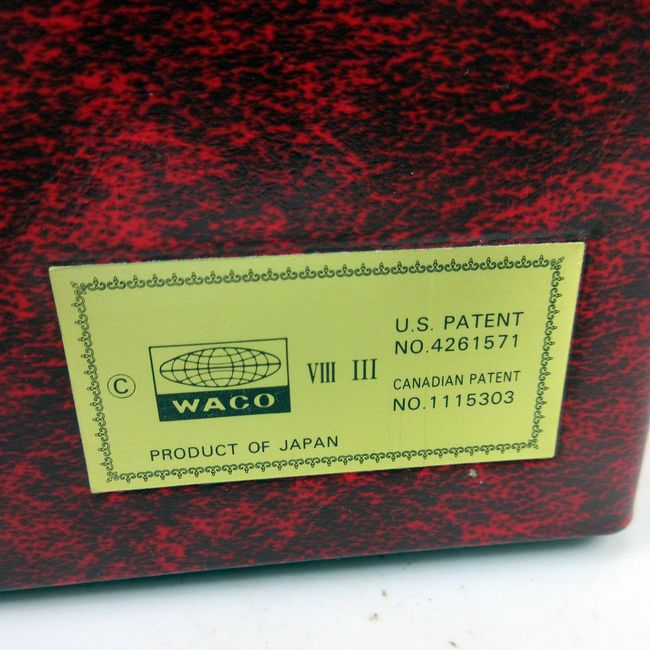 © WACO VIII III
U.S. PATENT
NO.4261571
CANADIAN PATENT
NO.1115303
PRODUCT OF JAPAN